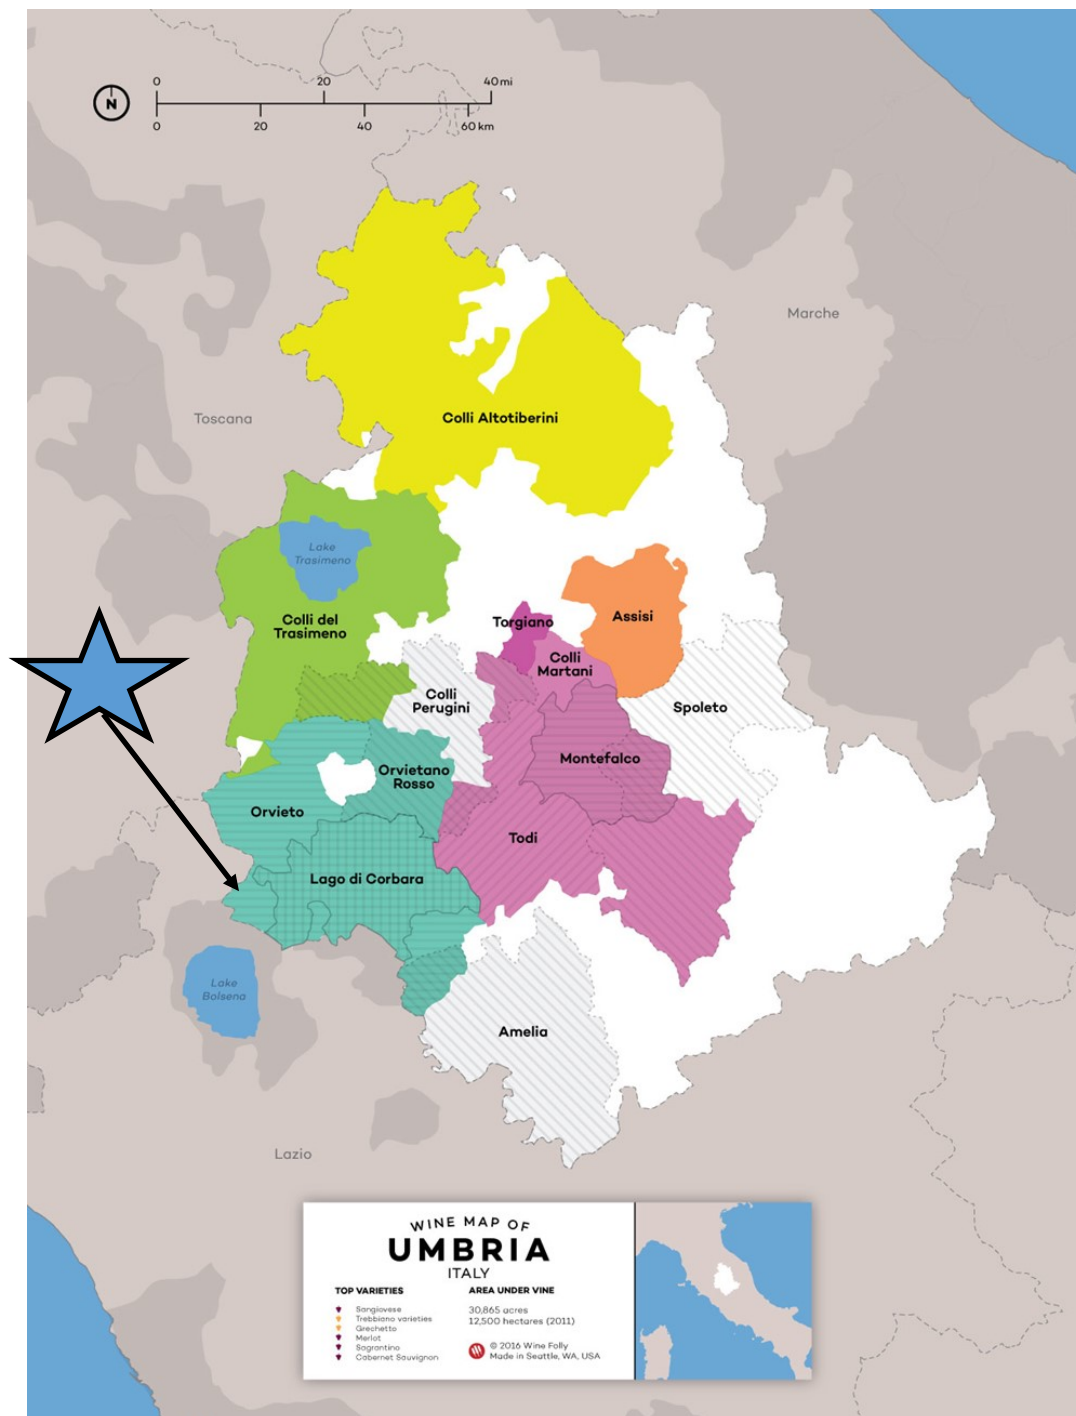 0 20 40 mi
N
0 20 40 60 km
Marche
Toscana
Colli Altotiberini
Lake
Trasimeno
Colli del
Trasimeno
Torgiano
Assisi
Colli
Martani
Colli
Perugini
Spoleto
Montefalco
Orvietano
Rosso
Orvieto
Todi
Lago di Corbara
Lake
Bolsena
Amelia
Lazio
WINE MAP OF
UMBRIA
ITALY
TOP VARIETIES
Sangiovese
Trebbiano varieties
Grechetto
Merlot
Sagrantino
Cabernet Sauvignon
AREA UNDER VINE
30,865 acres
12,500 hectares (2011)
© 2016 Wine Folly
Made in Seattle, WA, USA